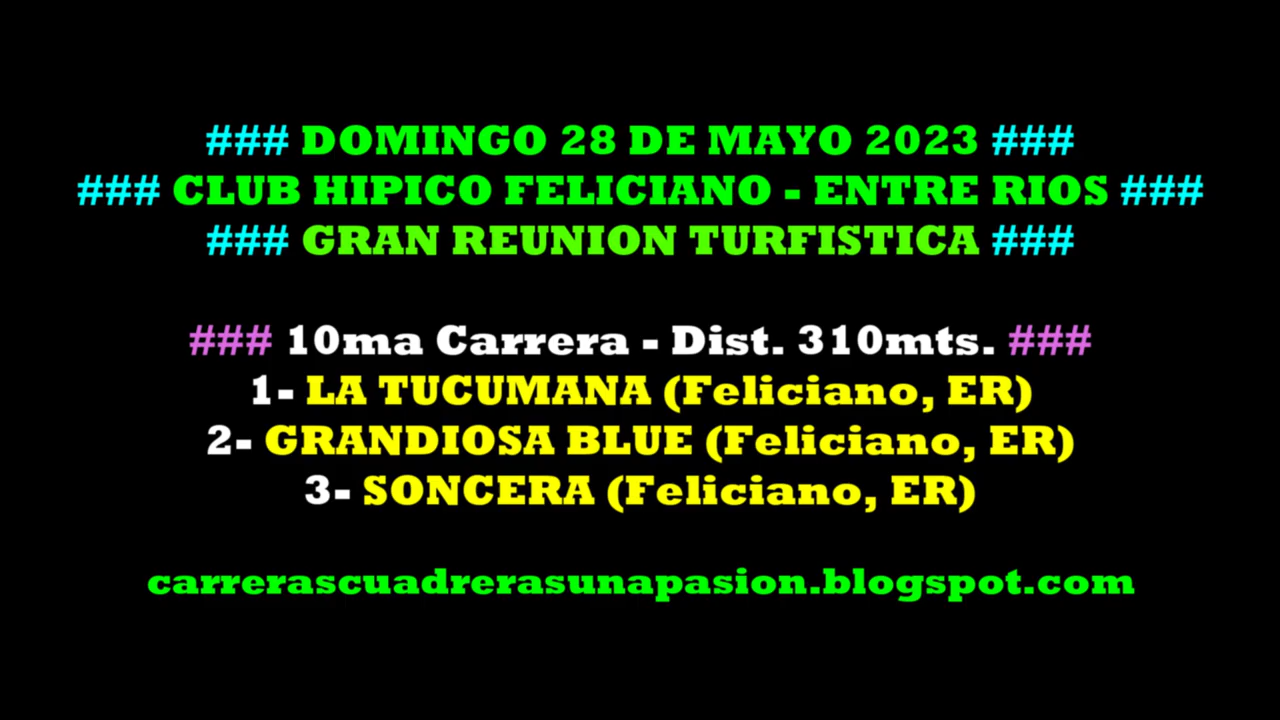 ### DOMINGO 28 DE MAYO 2023 ###
### CLUB HIPICO FELICIANO - ENTRE RIOS ###
### GRAN REUNION TURFISTICA ###
### 10ma Carrera - Dist. 310mts. ###
1- LA TUCUMANA (Feliciano, ER)
2- GRANDIOSA BLUE (Feliciano, ER)
3- SONCERA (Feliciano, ER)
carrerascuadrerasunapasion.blogspot.com